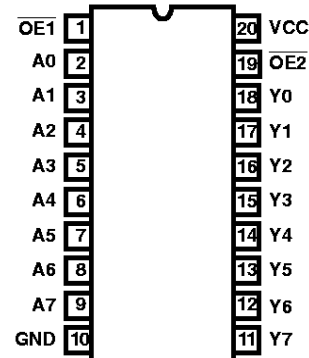 O̅E̅1̅ 1 20 VCC
A0 2 19 O̅E̅2̅
A1 3 18 Y0
A2 4 17 Y1
A3 5 16 Y2
A4 6 15 Y3
A5 7 14 Y4
A6 8 13 Y5
A7 9 12 Y6
GND 10 11 Y7